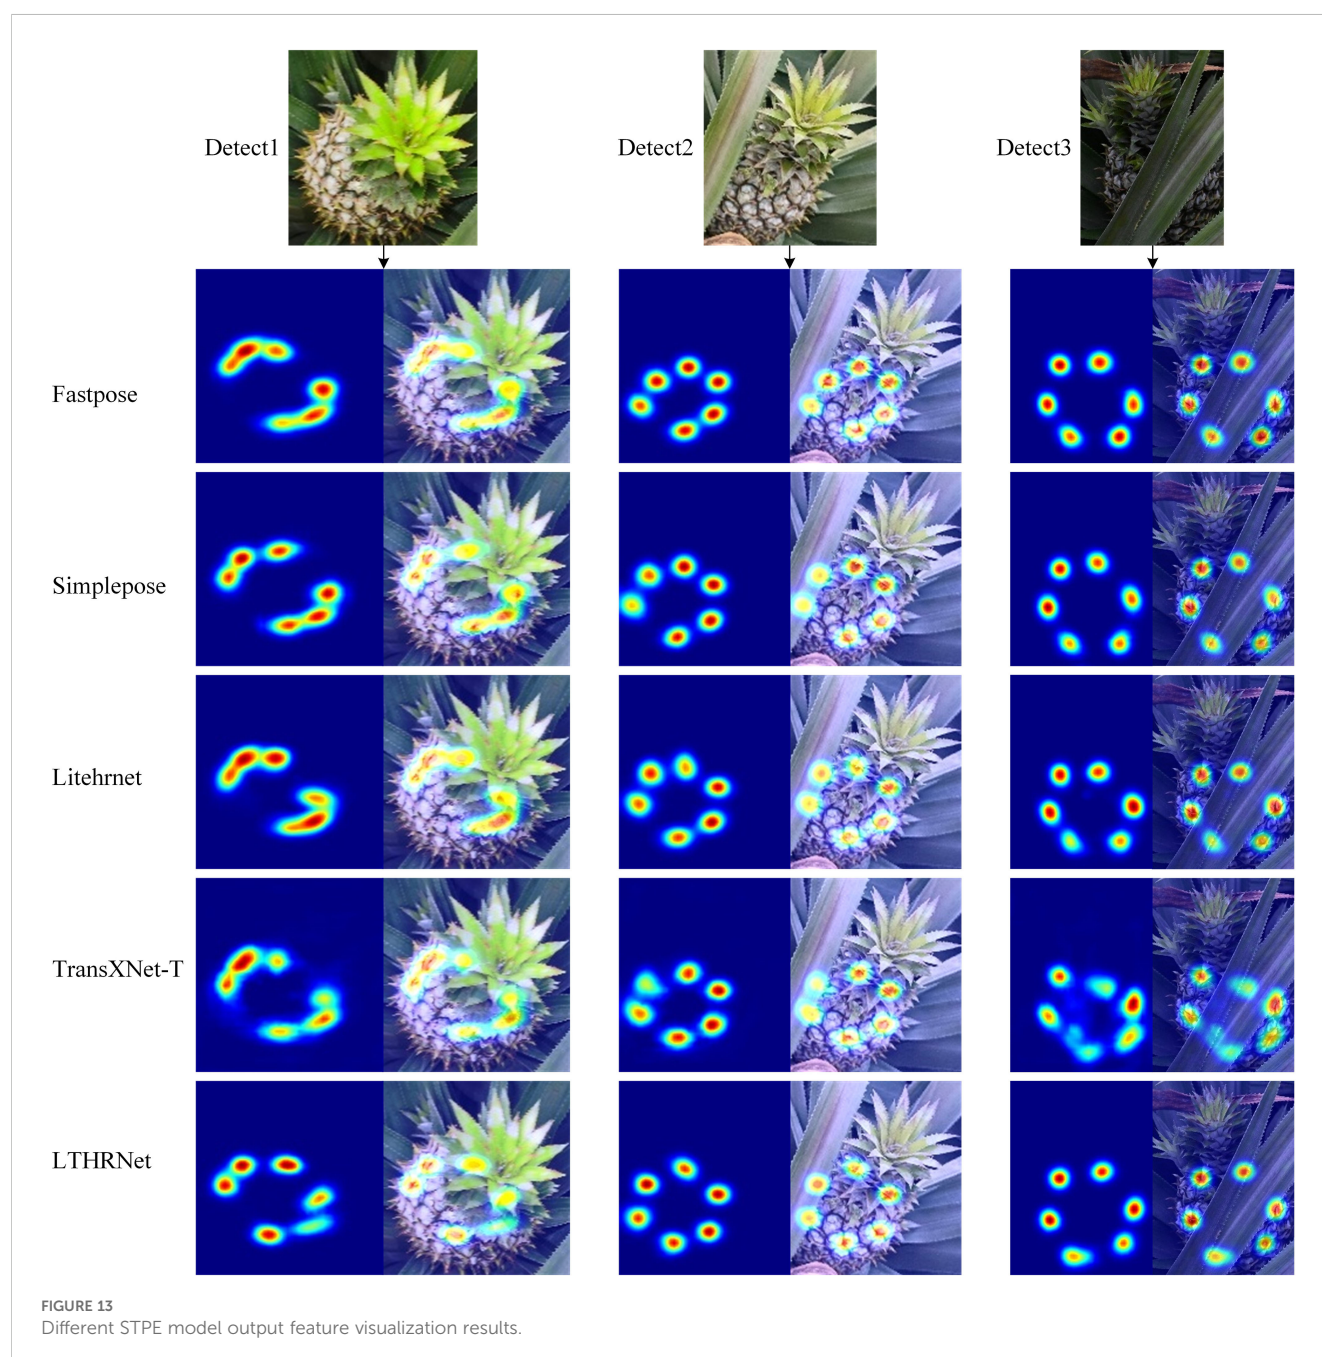 Detect1
Detect2
Detect3
Fastpose
Simplepose
Litehrnet
TransXNet-T
LTHRNet
FIGURE 13
Different STPE model output feature visualization results.